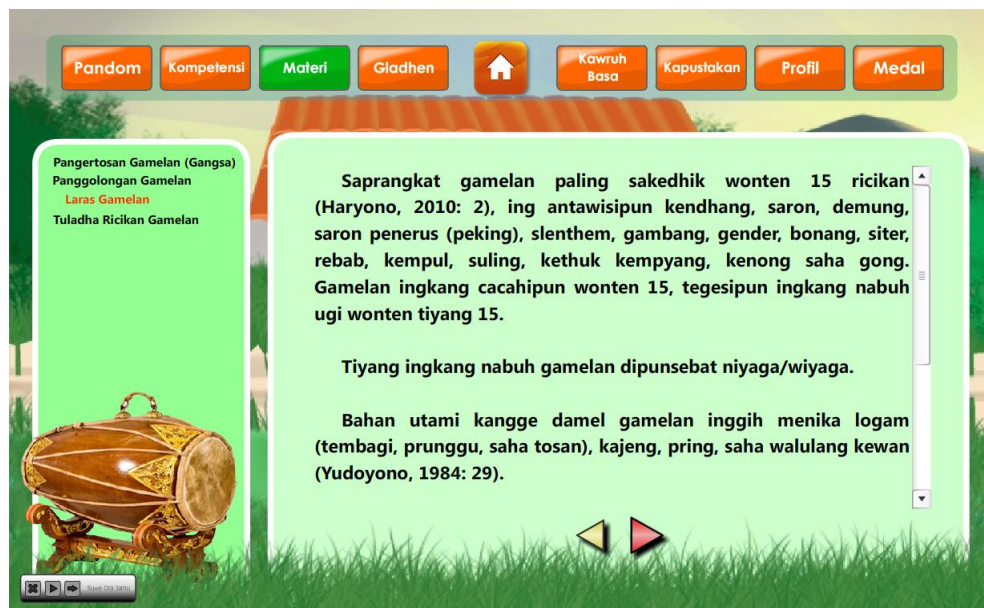 Pandom
Kompetensi
Materi
Gladhen
Kawruh
Basa
Kapustakan
Profil
Medal
Pangertosan Gamelan (Gangsa)
Panggolongan Gamelan
Laras Gamelan
Tuladha Ricikan Gamelan
Saprangkat gamelan paling sakedhik wonten 15 ricikan
(Haryono, 2010: 2), ing antawisipun kendhang, saron, demung,
saron penerus (peking), slenthem, gambang, gender, bonang, siter,
rebab, kempul, suling, kethuk kempyang, kenong saha gong.
Gamelan ingkang cacahipun wonten 15, tegesipun ingkang nabuh
ugi wonten tiyang 15.
Tiyang ingkang nabuh gamelan dipunsebat niyaga/wiyaga.
Bahan utami kangge damel gamelan inggih menika logam
(tembagi, prunggu, saha tosan), kajeng, pring, saha walulang kewan
(Yudoyono, 1984: 29).
Suwe Ora Jamu